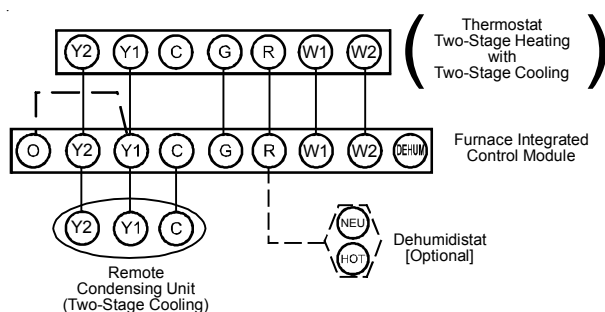 Y2 Y1 C G R W1 W2
Thermostat
Two-Stage Heating
with
Two-Stage Cooling
O Y2 Y1 C G R W1 W2 DEHUM
Furnace Integrated
Control Module
Y2 Y1 C
NEU
HOT
Dehumidistat
[Optional]
Remote
Condensing Unit
(Two-Stage Cooling)